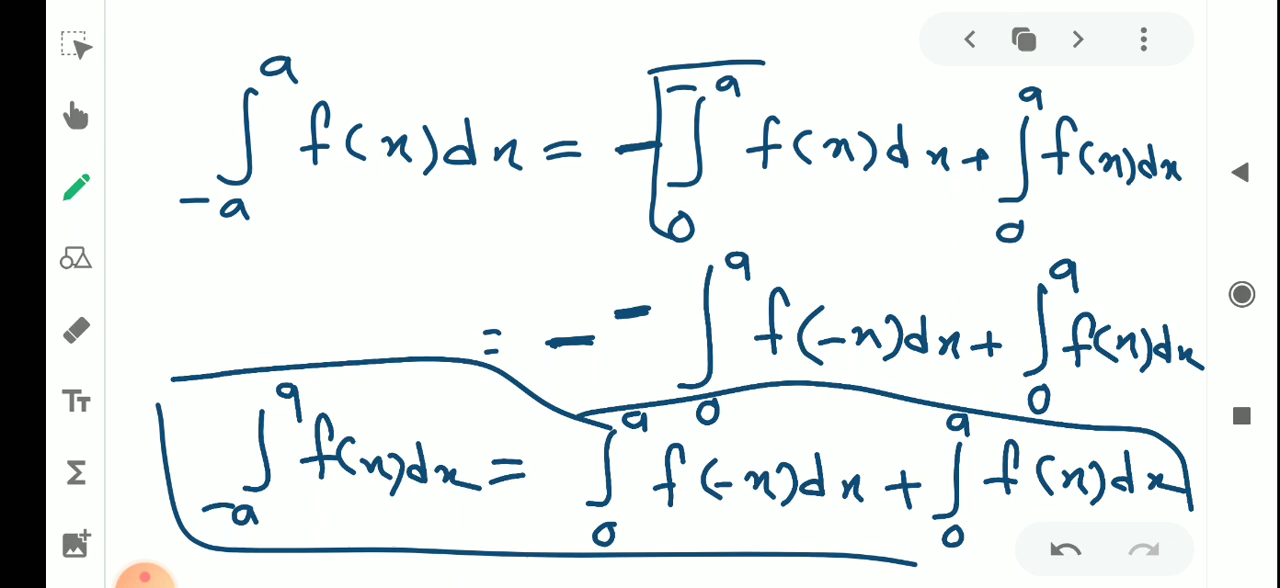 ∫_{-a}^{a} f(x)dx = -∫_{0}^{-a} f(x)dx + ∫_{0}^{a} f(x)dx
= - - ∫_{0}^{a} f(-x)dx + ∫_{0}^{a} f(x)dx
∫_{-a}^{a} f(x)dx = ∫_{0}^{a} f(-x)dx + ∫_{0}^{a} f(x)dx